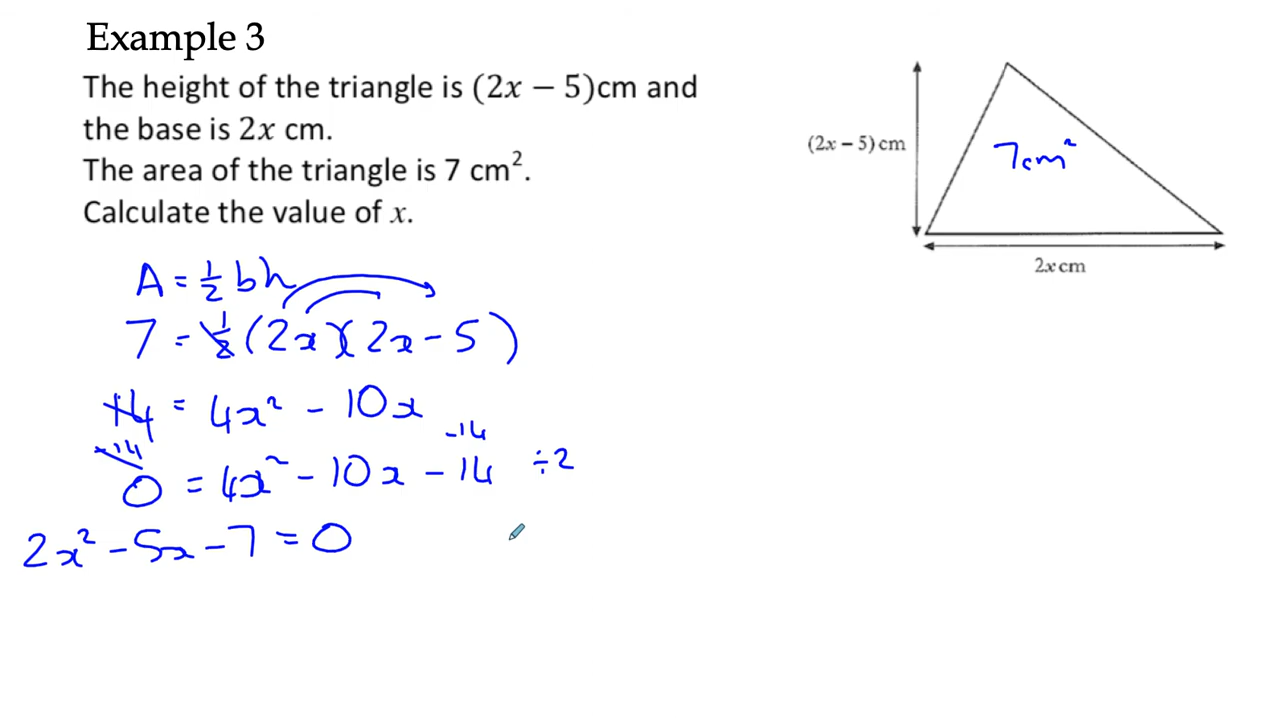 Example 3
The height of the triangle is (2x − 5)cm and
the base is 2x cm.
The area of the triangle is 7 cm².
Calculate the value of x.
(2x − 5) cm
7cm²
2x cm
A = ½ bh
7 = ½ (2x)(2x − 5)
14 = 4x² − 10x
−14 −14
0 = 4x² − 10x − 14 ÷2
2x² − 5x − 7 = 0